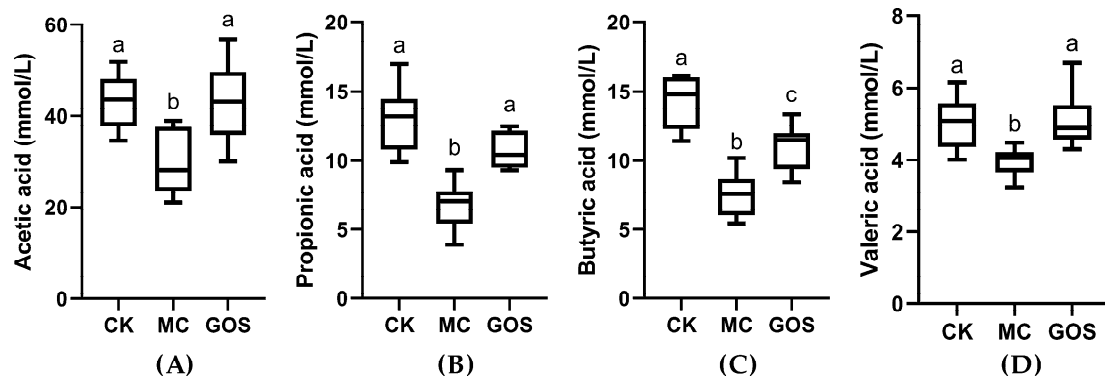 Acetic acid (mmol/L)
60
40
20
0
a
b
a
CK MC GOS
(A)
Propionic acid (mmol/L)
20
15
10
5
0
a
b
a
CK MC GOS
(B)
Butyric acid (mmol/L)
20
15
10
5
0
a
b
c
CK MC GOS
(C)
Valeric acid (mmol/L)
8
6
4
2
0
a
b
a
CK MC GOS
(D)